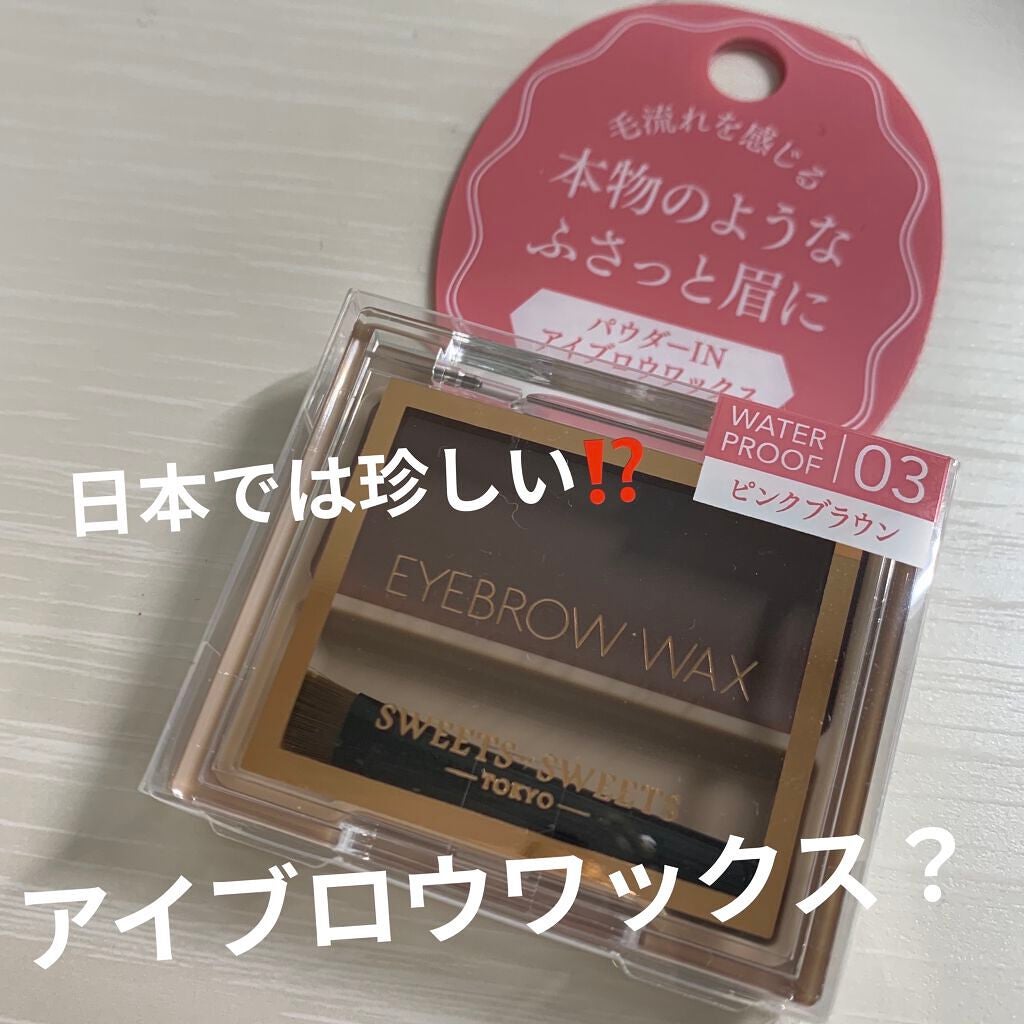 毛流れを感じる
本物のような
ふさっと眉に
パウダーIN
アイブロウワックス
WATER
PROOF
03
ピンクブラウン
日本では珍しい⁉️
EYEBROW WAX
SWEETS SWEETS
TOKYO
アイブロウワックス？